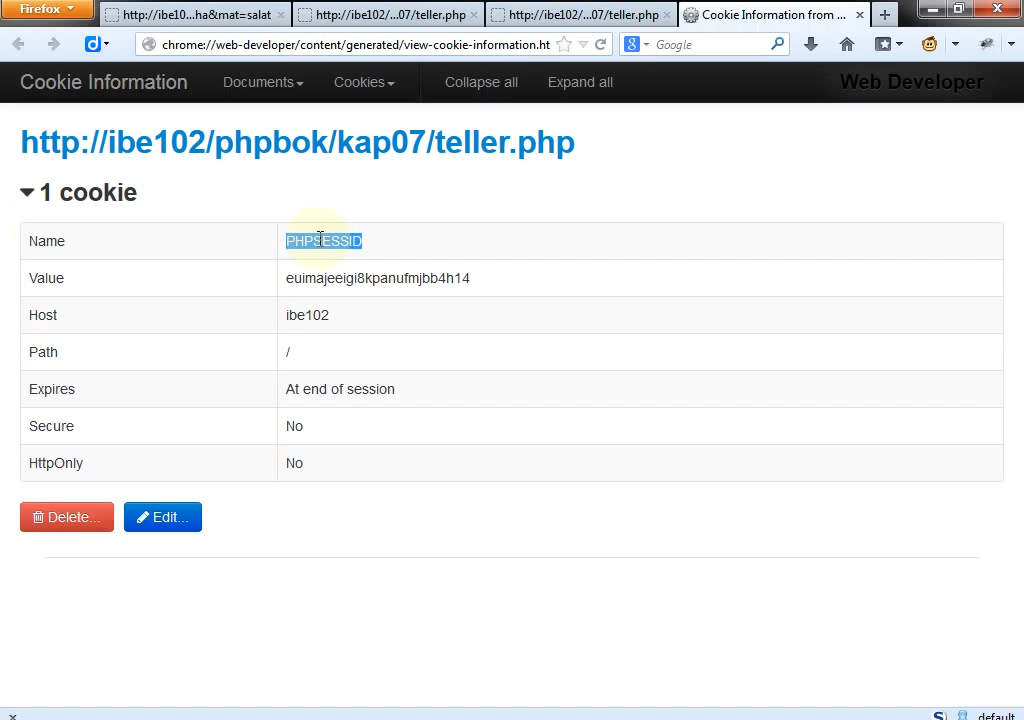 Firefox
http://ibe10...ha&mat=salat
http://ibe102/...07/teller.php
http://ibe102/...07/teller.php
Cookie Information from ...
chrome://web-developer/content/generated/view-cookie-information.ht
Google
Cookie Information
Documents
Cookies
Collapse all
Expand all
Web Developer
http://ibe102/phpbok/kap07/teller.php
1 cookie
Name PHPSESSID
Value euimajeeigi8kpanufmjbb4h14
Host ibe102
Path /
Expires At end of session
Secure No
HttpOnly No
Delete...
Edit...
default